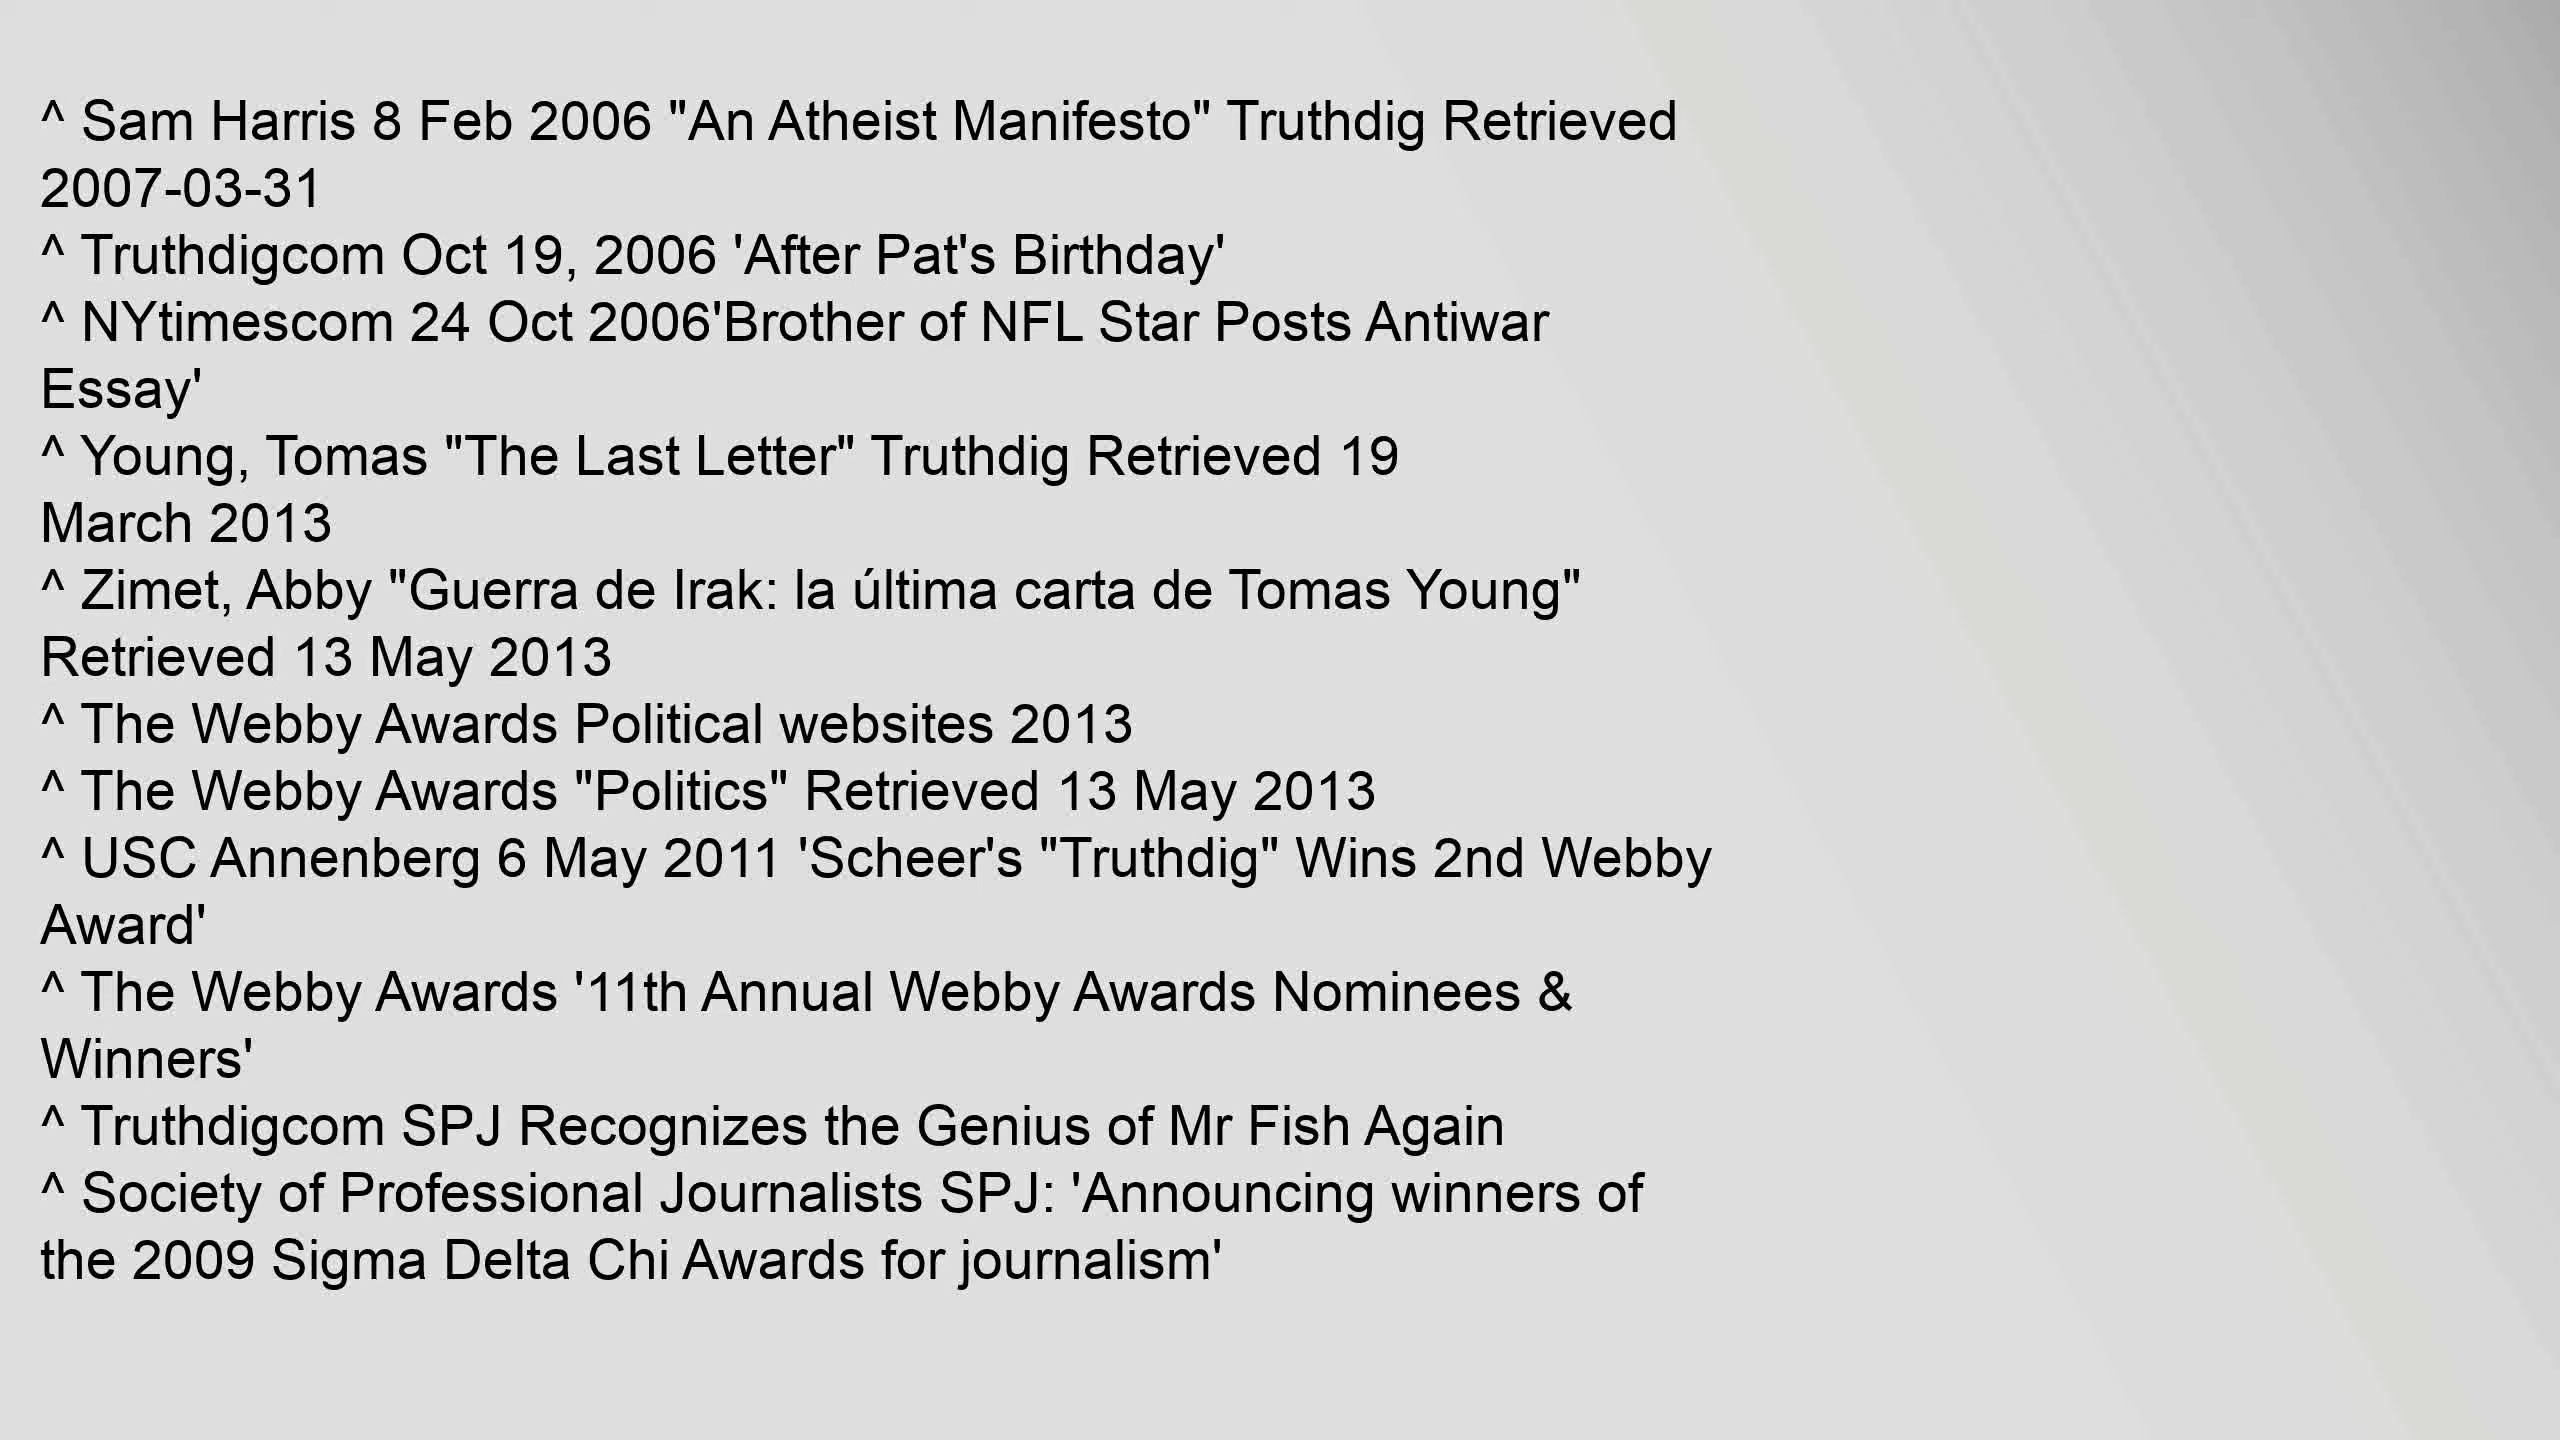 ^ Sam Harris 8 Feb 2006 "An Atheist Manifesto" Truthdig Retrieved
2007-03-31
^ Truthdigcom Oct 19, 2006 'After Pat's Birthday'
^ NYtimescom 24 Oct 2006'Brother of NFL Star Posts Antiwar
Essay'
^ Young, Tomas "The Last Letter" Truthdig Retrieved 19
March 2013
^ Zimet, Abby "Guerra de Irak: la última carta de Tomas Young"
Retrieved 13 May 2013
^ The Webby Awards Political websites 2013
^ The Webby Awards "Politics" Retrieved 13 May 2013
^ USC Annenberg 6 May 2011 'Scheer's "Truthdig" Wins 2nd Webby
Award'
^ The Webby Awards '11th Annual Webby Awards Nominees &
Winners'
^ Truthdigcom SPJ Recognizes the Genius of Mr Fish Again
^ Society of Professional Journalists SPJ: 'Announcing winners of
the 2009 Sigma Delta Chi Awards for journalism'